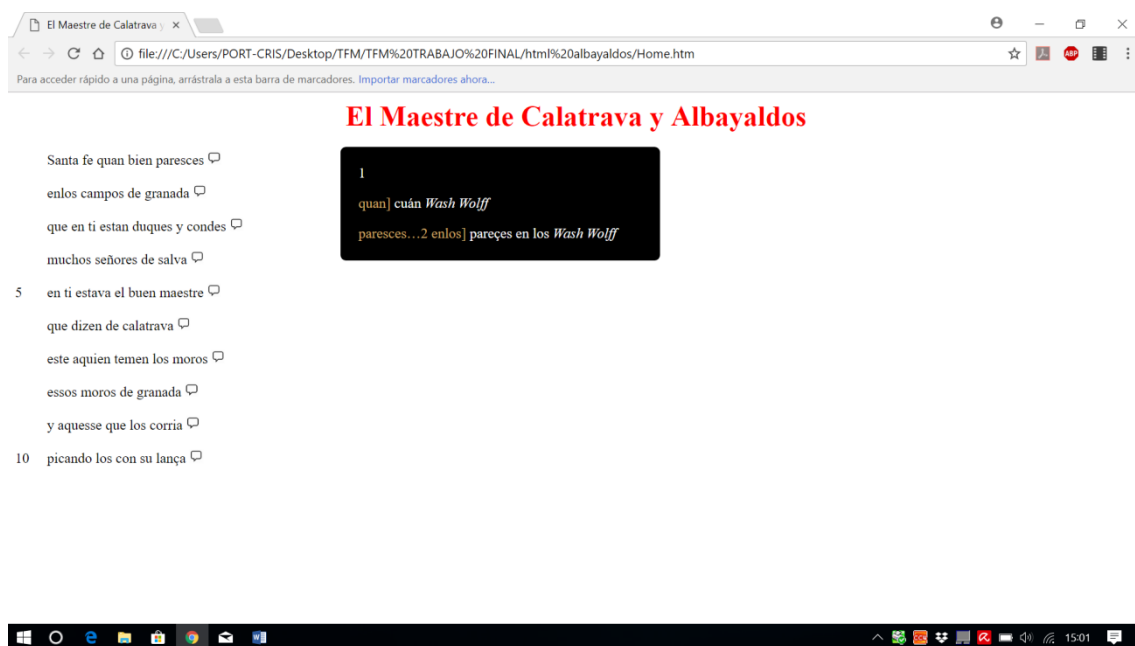 El Maestre de Calatrava y
file:///C:/Users/PORT-CRIS/Desktop/TFM/TFM%20TRABAJO%20FINAL/html%20albayaldos/Home.htm
ABP
Para acceder rápido a una página, arrástrala a esta barra de marcadores. Importar marcadores ahora...
El Maestre de Calatrava y Albayaldos
Santa fe quan bien paresces
enlos campos de granada
que en ti estan duques y condes
muchos señores de salva
5 en ti estava el buen maestre
que dizen de calatrava
este aquien temen los moros
essos moros de granada
y aquesse que los corria
10 picando los con su lança
1
quan] cuán Wash Wolff
paresces...2 enlos] pareçes en los Wash Wolff
15:01